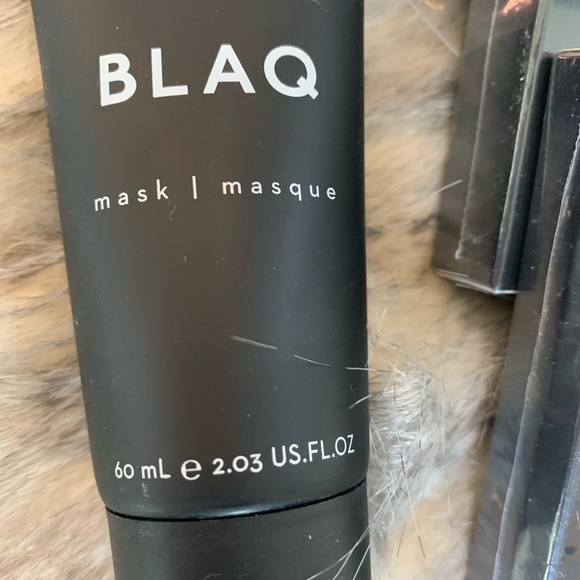 BLAQ
mask | masque
60 mL ℮ 2.03 US.FL.OZ